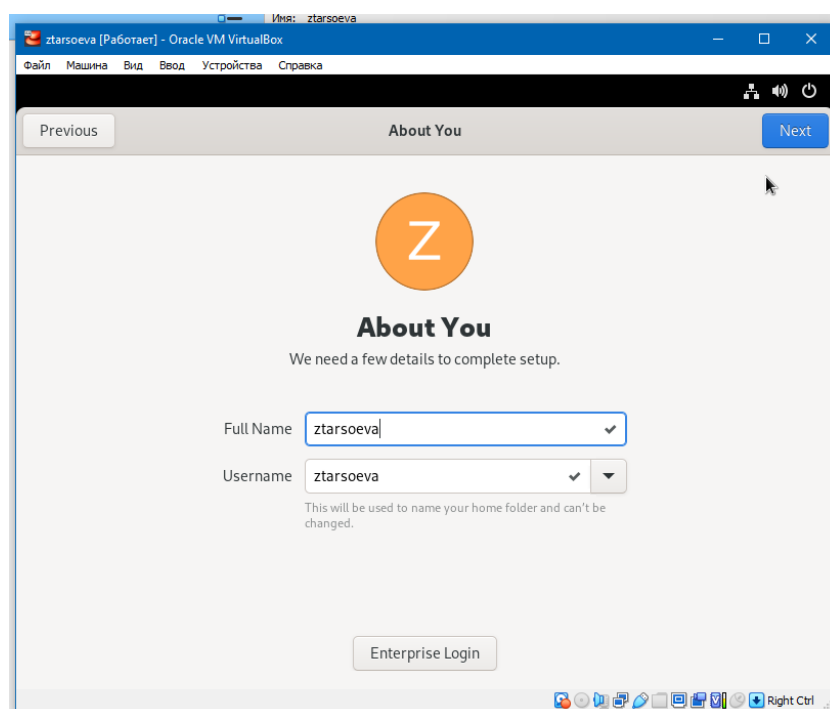 Имя: ztarsoeva
ztarsoeva [Работает] - Oracle VM VirtualBox
Файл Машина Вид Ввод Устройства Справка
Previous
About You
Next
Z
About You
We need a few details to complete setup.
Full Name
ztarsoeva
Username
ztarsoeva
This will be used to name your home folder and can't be
changed.
Enterprise Login
Right Ctrl